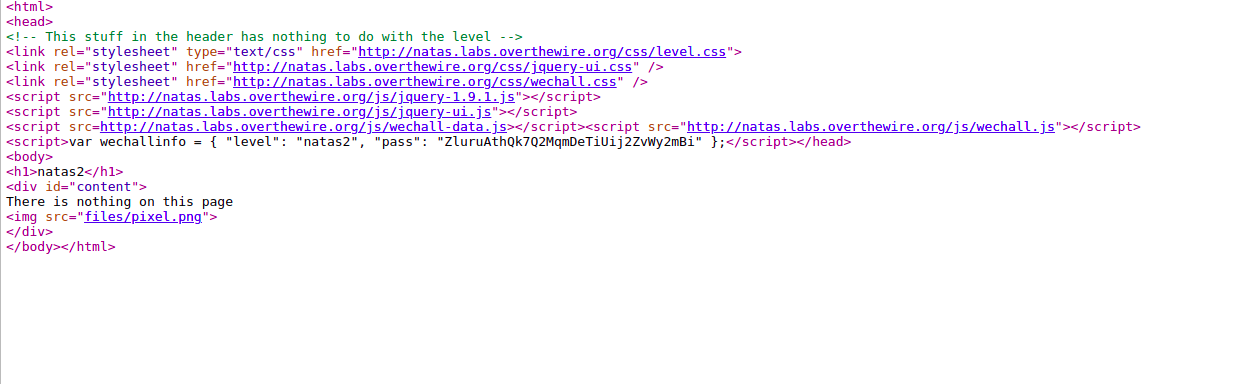 <html>
<head>
<!-- This stuff in the header has nothing to do with the level -->
<link rel="stylesheet" type="text/css" href="http://natas.labs.overthewire.org/css/level.css">
<link rel="stylesheet" href="http://natas.labs.overthewire.org/css/jquery-ui.css" />
<link rel="stylesheet" href="http://natas.labs.overthewire.org/css/wechall.css" />
<script src="http://natas.labs.overthewire.org/js/jquery-1.9.1.js"></script>
<script src="http://natas.labs.overthewire.org/js/jquery-ui.js"></script>
<script src=http://natas.labs.overthewire.org/js/wechall-data.js></script><script src="http://natas.labs.overthewire.org/js/wechall.js"></script>
<script>var wechallinfo = { "level": "natas2", "pass": "ZluruAthQk7Q2MqmDeTiUij2ZvWy2mBi" };</script></head>
<body>
<h1>natas2</h1>
<div id="content">
There is nothing on this page
<img src="files/pixel.png">
</div>
</body></html>